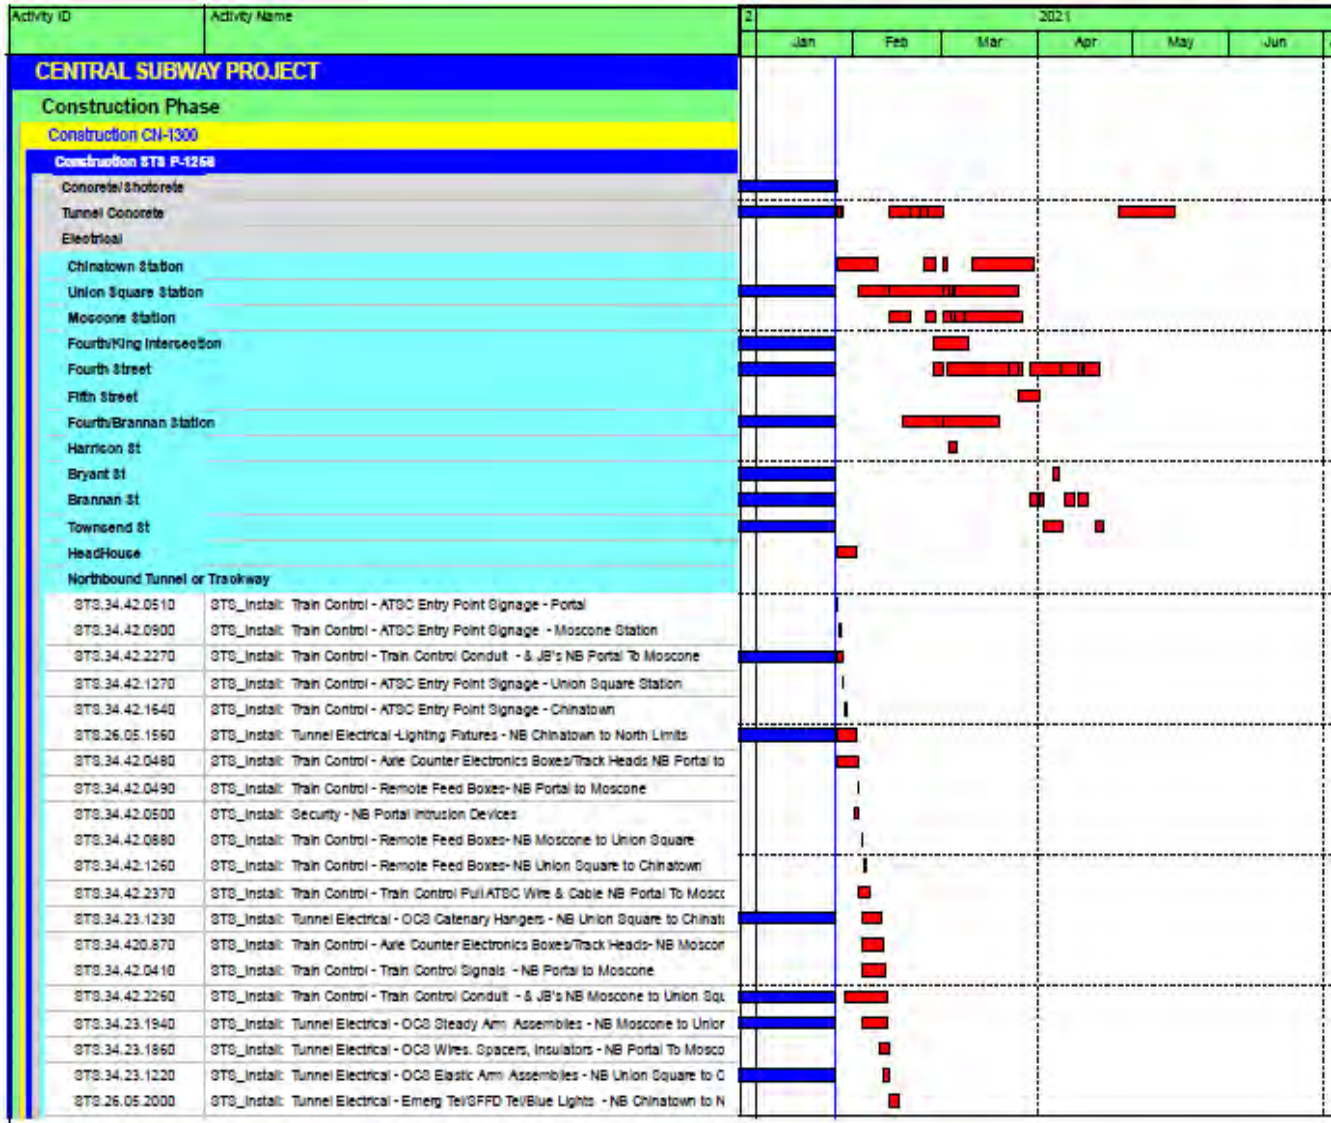 Activity ID Activity Name 2 2021
Jan Feb Mar Apr May Jun
CENTRAL SUBWAY PROJECT
Construction Phase
Construction CN-1300
Construction STS P-1256
Concrete/Shotcrete
Tunnel Concrete
Electrical
Chinatown Station
Union Square Station
Moscone Station
Fourth/King Intersection
Fourth Street
Fifth Street
Fourth/Brannan Station
Harrison St
Bryant St
Brannan St
Townsend St
HeadHouse
Northbound Tunnel or Trackway
STS.34.42.0510 STS_Install: Train Control - ATSC Entry Point Signage - Portal
STS.34.42.0900 STS_Install: Train Control - ATSC Entry Point Signage - Moscone Station
STS.34.42.2270 STS_Install: Train Control - Train Control Conduit - & JB's NB Portal To Moscone
STS.34.42.1270 STS_Install: Train Control - ATSC Entry Point Signage - Union Square Station
STS.34.42.1640 STS_Install: Train Control - ATSC Entry Point Signage - Chinatown
STS.26.05.1560 STS_Install: Tunnel Electrical -Lighting Fixtures - NB Chinatown to North Limits
STS.34.42.0480 STS_Install: Train Control - Axle Counter Electronics Boxes/Track Heads NB Portal to
STS.34.42.0490 STS_Install: Train Control - Remote Feed Boxes- NB Portal to Moscone
STS.34.42.0500 STS_Install: Security - NB Portal Intrusion Devices
STS.34.42.0880 STS_Install: Train Control - Remote Feed Boxes- NB Moscone to Union Square
STS.34.42.1260 STS_Install: Train Control - Remote Feed Boxes- NB Union Square to Chinatown
STS.34.42.2370 STS_Install: Train Control - Train Control Pull ATSC Wire & Cable NB Portal To Mosco
STS.34.23.1230 STS_Install: Tunnel Electrical - OCS Catenary Hangers - NB Union Square to Chinato
STS.34.420.870 STS_Install: Train Control - Axle Counter Electronics Boxes/Track Heads- NB Moscon
STS.34.42.0410 STS_Install: Train Control - Train Control Signals - NB Portal to Moscone
STS.34.42.2260 STS_Install: Train Control - Train Control Conduit - & JB's NB Moscone to Union Squ
STS.34.23.1940 STS_Install: Tunnel Electrical - OCS Steady Arm Assemblies - NB Moscone to Union
STS.34.23.1860 STS_Install: Tunnel Electrical - OCS Wires. Spacers, Insulators - NB Portal To Mosco
STS.34.23.1220 STS_Install: Tunnel Electrical - OCS Elastic Arm Assemblies - NB Union Square to C
STS.26.05.2000 STS_Install: Tunnel Electrical - Emerg Tel/SFFD Tel/Blue Lights - NB Chinatown to N